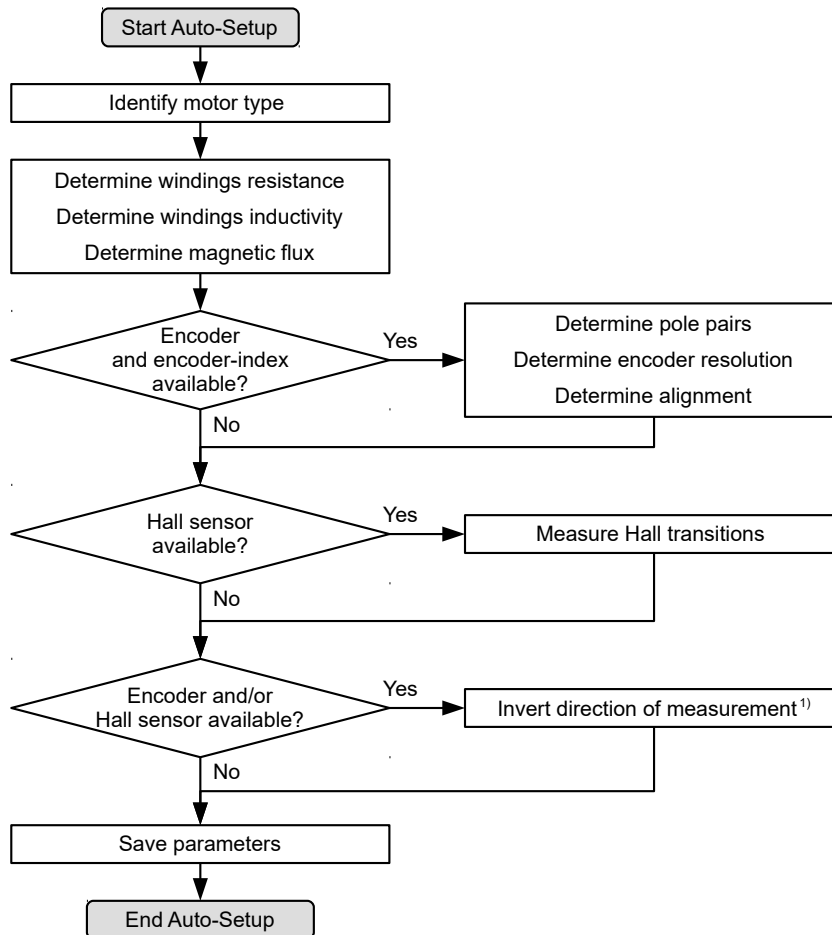 Start Auto-Setup
Identify motor type
Determine windings resistance
Determine windings inductivity
Determine magnetic flux
Encoder
and encoder-index
available?
Yes
Determine pole pairs
Determine encoder resolution
Determine alignment
No
Hall sensor
available?
Yes
Measure Hall transitions
No
Encoder and/or
Hall sensor available?
Yes
Invert direction of measurement 1)
No
Save parameters
End Auto-Setup